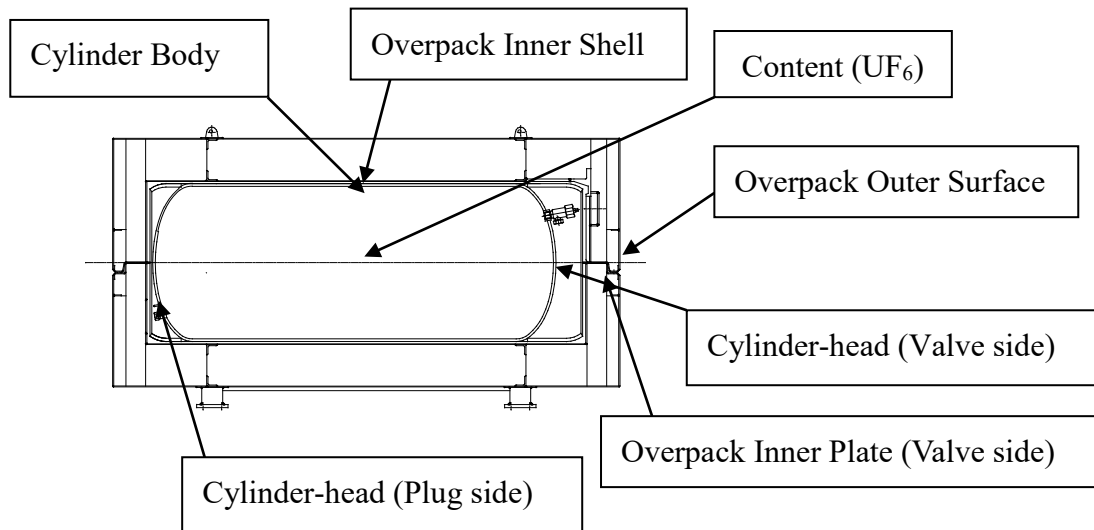 Cylinder Body
Overpack Inner Shell
Content (UF₆)
Overpack Outer Surface
Cylinder-head (Valve side)
Overpack Inner Plate (Valve side)
Cylinder-head (Plug side)